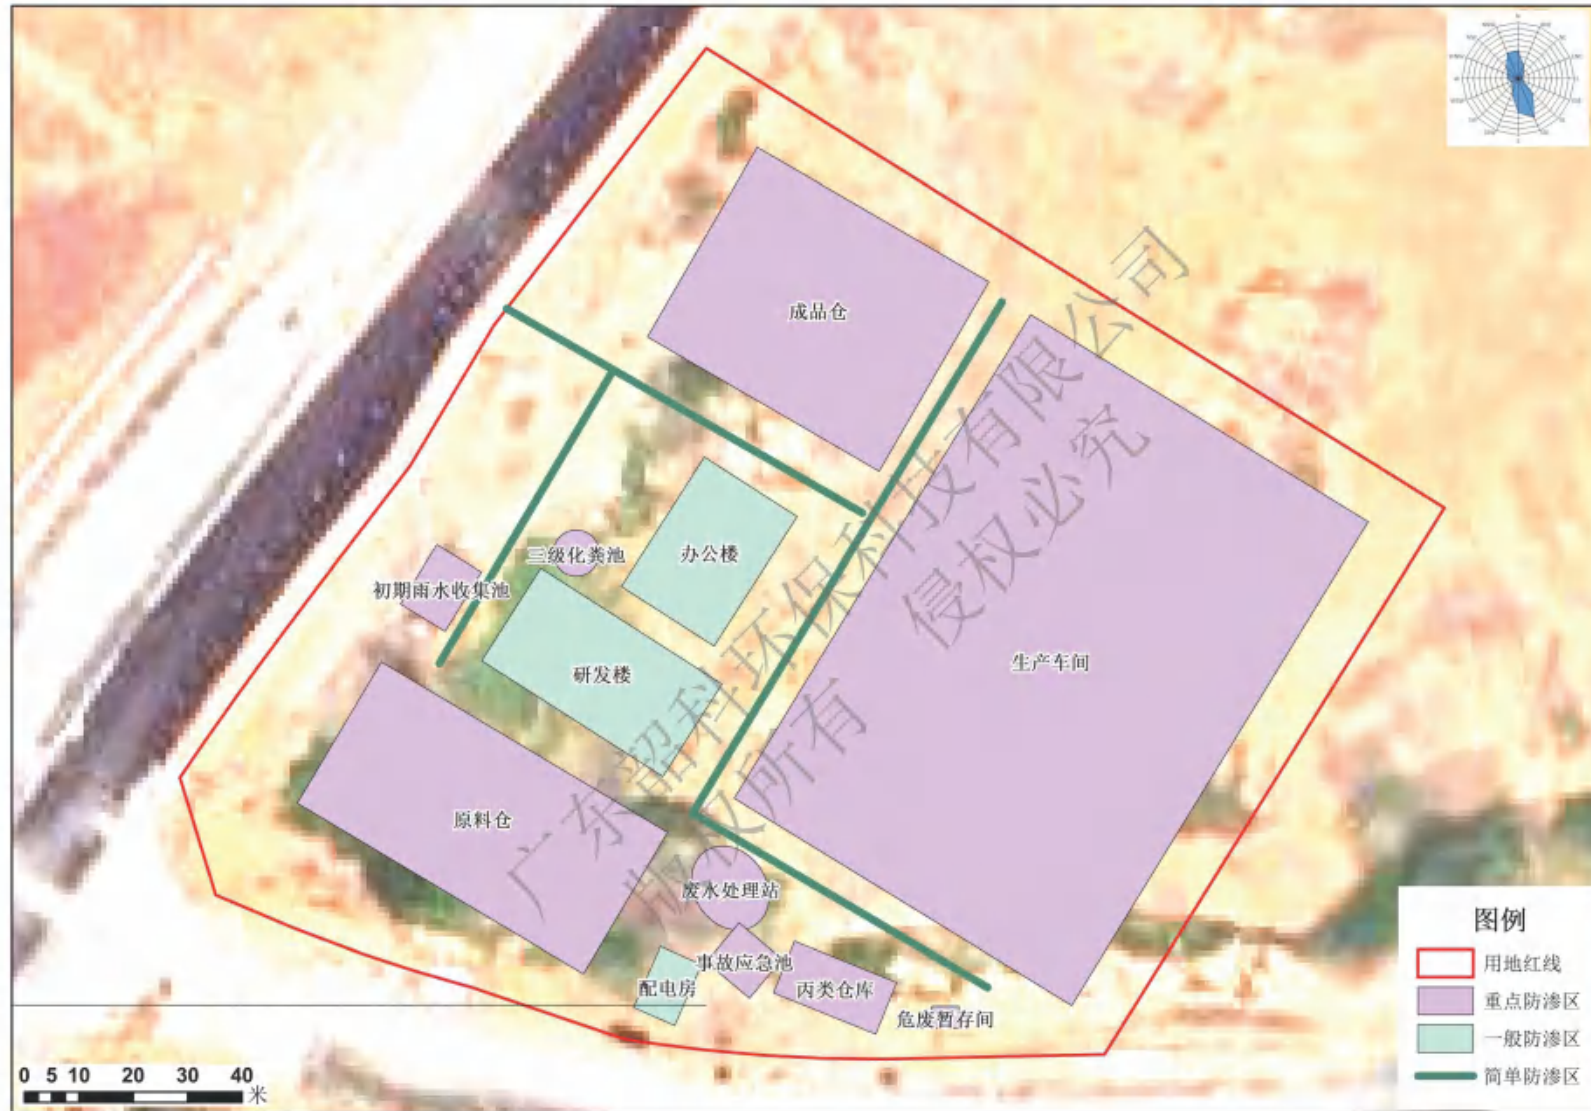 成品仓
三级化粪池
办公楼
初期雨水收集池
研发楼
生产车间
原料仓
废水处理站
事故应急池
配电房
丙类仓库
危废暂存间
广东韶科环保科技有限公司
版权所有 侵权必究
图例
用地红线
重点防渗区
一般防渗区
简单防渗区
0 5 10 20 30 40
米